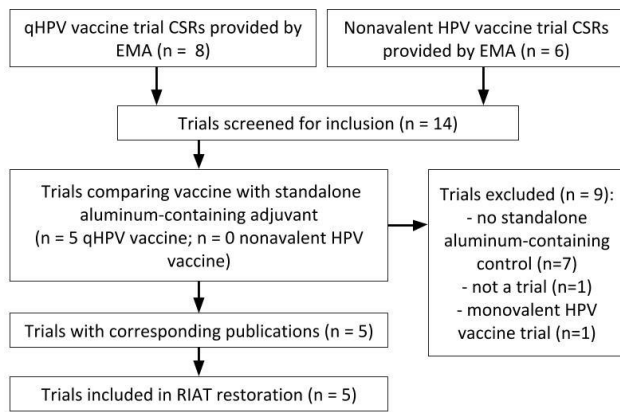 qHPV vaccine trial CSRs provided by
EMA (n =  8)
Nonavalent HPV vaccine trial CSRs
provided by EMA (n = 6)
Trials screened for inclusion (n = 14)
Trials comparing vaccine with standalone
aluminum-containing adjuvant
(n = 5 qHPV vaccine; n = 0 nonavalent HPV
vaccine)
Trials excluded (n = 9):
- no standalone
aluminum-containing
control (n=7)
- not a trial (n=1)
- monovalent HPV
vaccine trial (n=1)
Trials with corresponding publications (n = 5)
Trials included in RIAT restoration (n = 5)